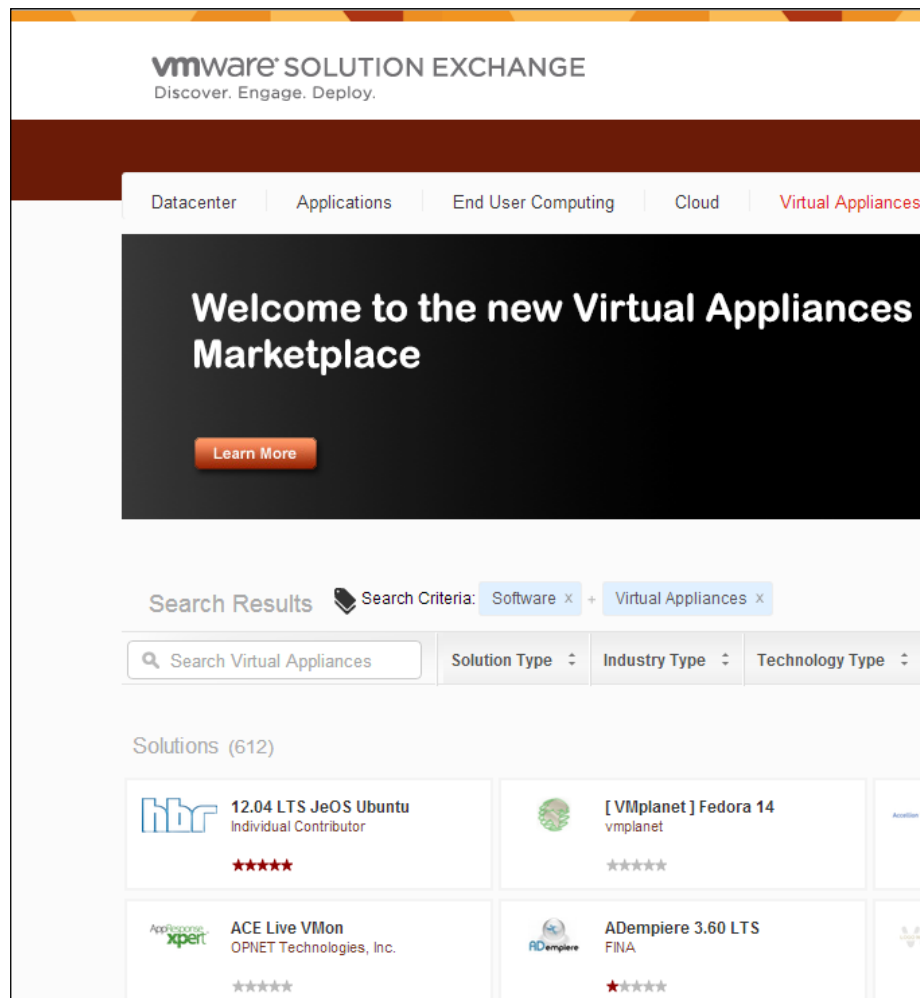 vmware® SOLUTION EXCHANGE
Discover. Engage. Deploy.
Datacenter Applications End User Computing Cloud Virtual Appliances
Welcome to the new Virtual Appliances
Marketplace
Learn More
Search Results Search Criteria: Software x + Virtual Appliances x
Search Virtual Appliances Solution Type Industry Type Technology Type
Solutions (612)
hbr 12.04 LTS JeOS Ubuntu
Individual Contributor
[ VMplanet ] Fedora 14
vmplanet
Accellion
AppResponse xpert
ACE Live VMon
OPNET Technologies, Inc.
ADempiere
ADempiere 3.60 LTS
FINA